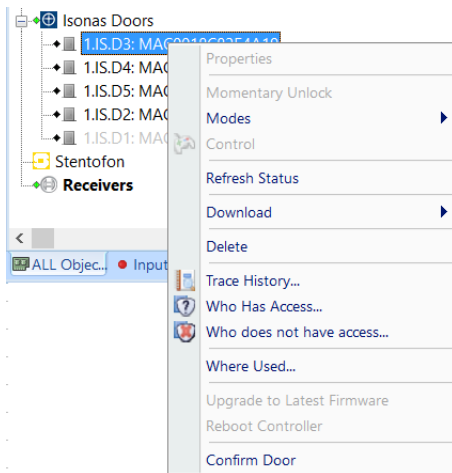 Isonas Doors
1.IS.D3: MAC0018C82F4A18
1.IS.D4: MAC
1.IS.D5: MAC
1.IS.D2: MAC
1.IS.D1: MA
Stentofon
Receivers
ALL Objec...
Input
Properties
Momentary Unlock
Modes
Control
Refresh Status
Download
Delete
Trace History...
Who Has Access...
Who does not have access...
Where Used...
Upgrade to Latest Firmware
Reboot Controller
Confirm Door